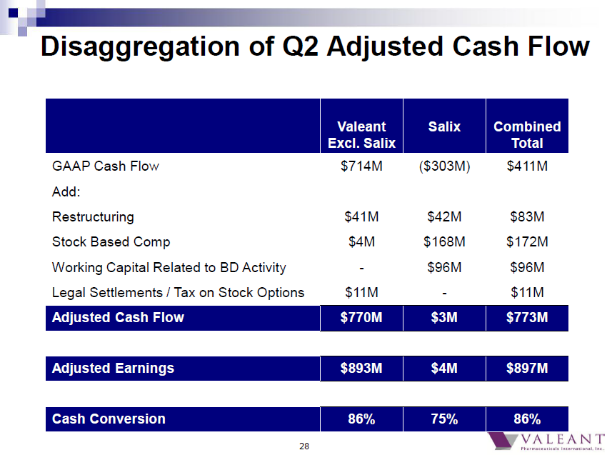 Disaggregation of Q2 Adjusted Cash Flow
Valeant Excl. Salix Salix Combined Total
GAAP Cash Flow $714M ($303M) $411M
Add:
Restructuring $41M $42M $83M
Stock Based Comp $4M $168M $172M
Working Capital Related to BD Activity - $96M $96M
Legal Settlements / Tax on Stock Options $11M - $11M
Adjusted Cash Flow $770M $3M $773M
Adjusted Earnings $893M $4M $897M
Cash Conversion 86% 75% 86%
28
VALEANT
Pharmaceuticals International, Inc.